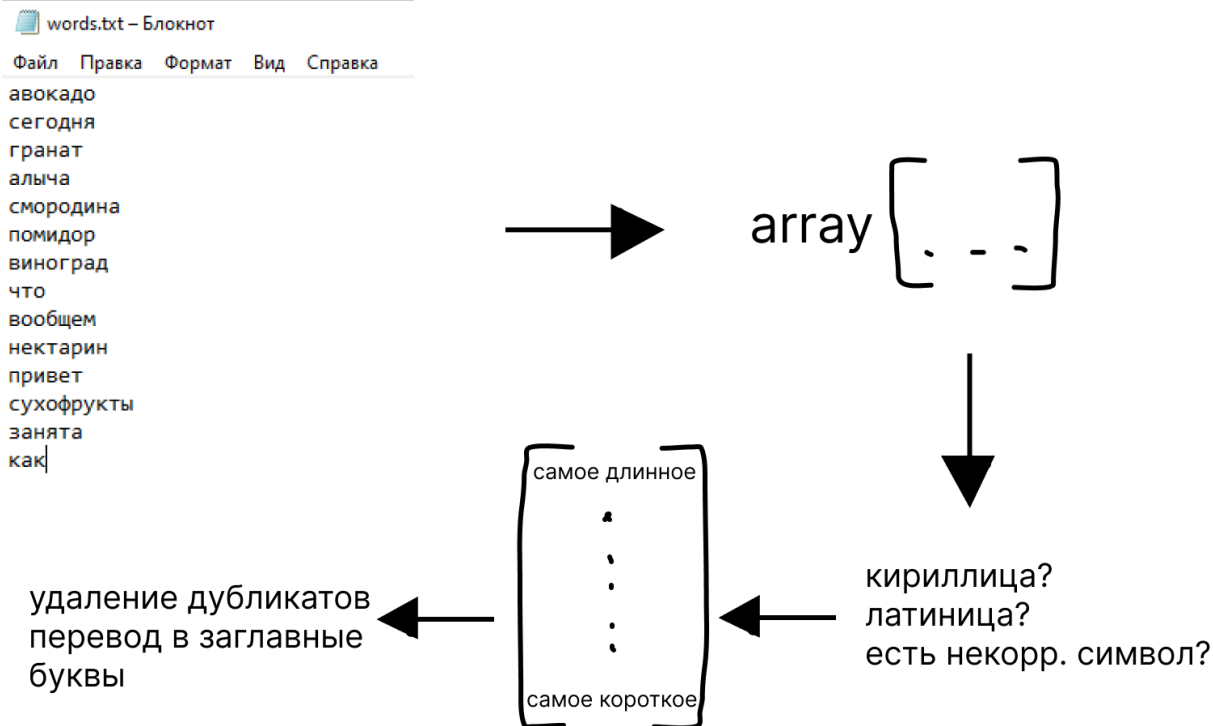 words.txt – Блокнот
Файл Правка Формат Вид Справка
авокадо
сегодня
гранат
алыча
смородина
помидор
виноград
что
вообщем
нектарин
привет
сухофрукты
занята
как
array
кириллица?
латиница?
есть некорр. символ?
самое длинное
самое короткое
удаление дубликатов
перевод в заглавные
буквы